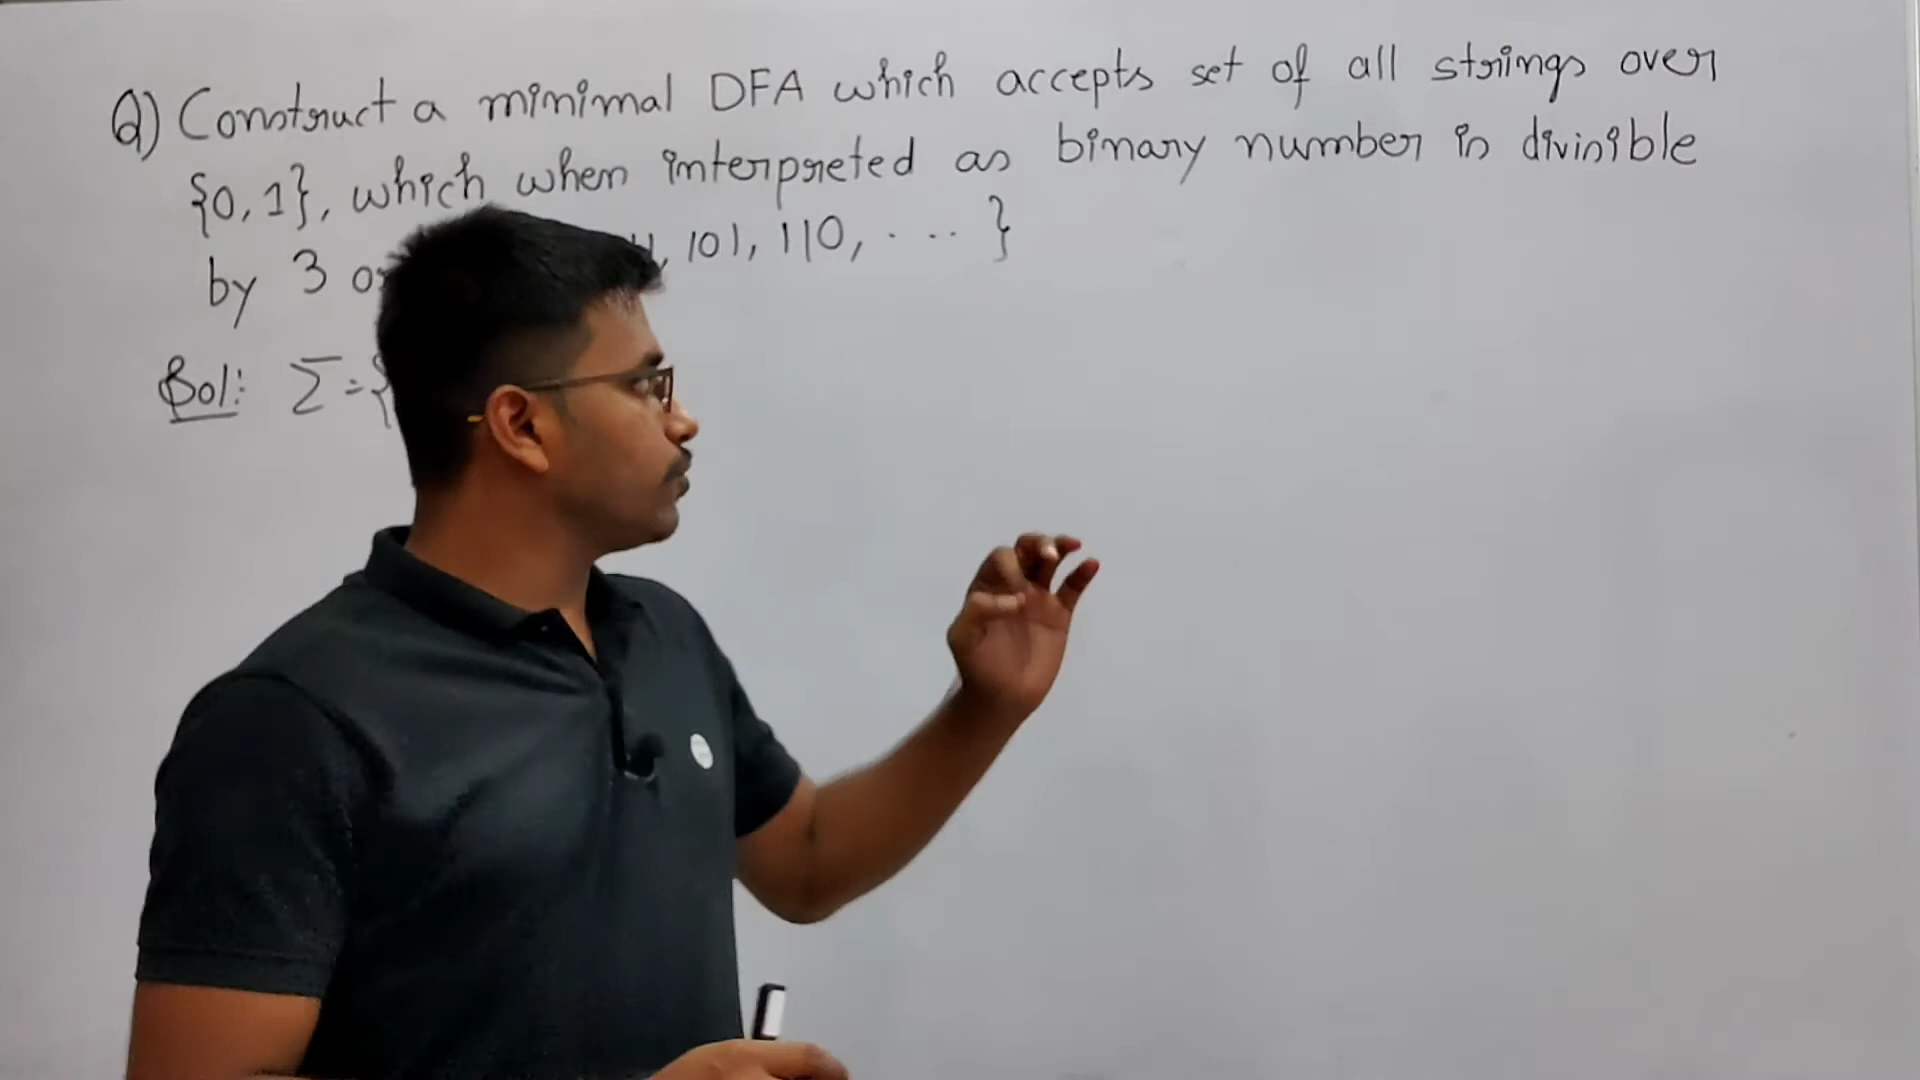 Q) Construct a minimal DFA which accepts set of all strings over
{0,1}, which when interpreted as binary number is divisible
by 3 , 101, 110, ... }
Sol: Σ={